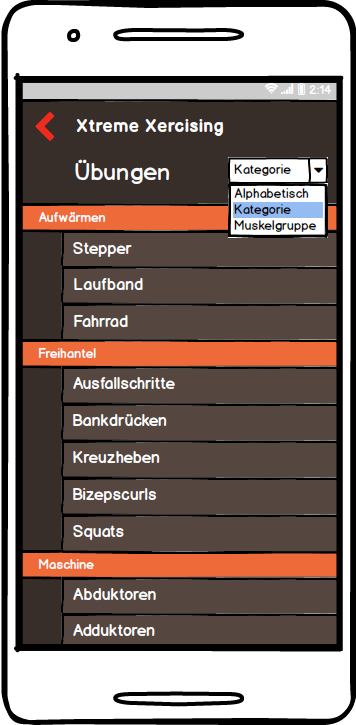 2:14
Xtreme Xercising
Übungen
Kategorie
Alphabetisch
Kategorie
Muskelgruppe
Aufwärmen
Stepper
Laufband
Fahrrad
Freihantel
Ausfallschritte
Bankdrücken
Kreuzheben
Bizepscurls
Squats
Maschine
Abduktoren
Adduktoren